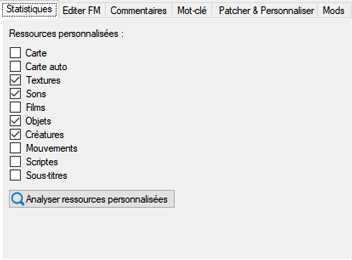 Statistiques Editer FM Commentaires Mot-clé Patcher & Personnaliser Mods
Ressources personnalisées :
Carte
Carte auto
Textures
Sons
Films
Objets
Créatures
Mouvements
Scriptes
Sous-titres
Analyser ressources personnalisées